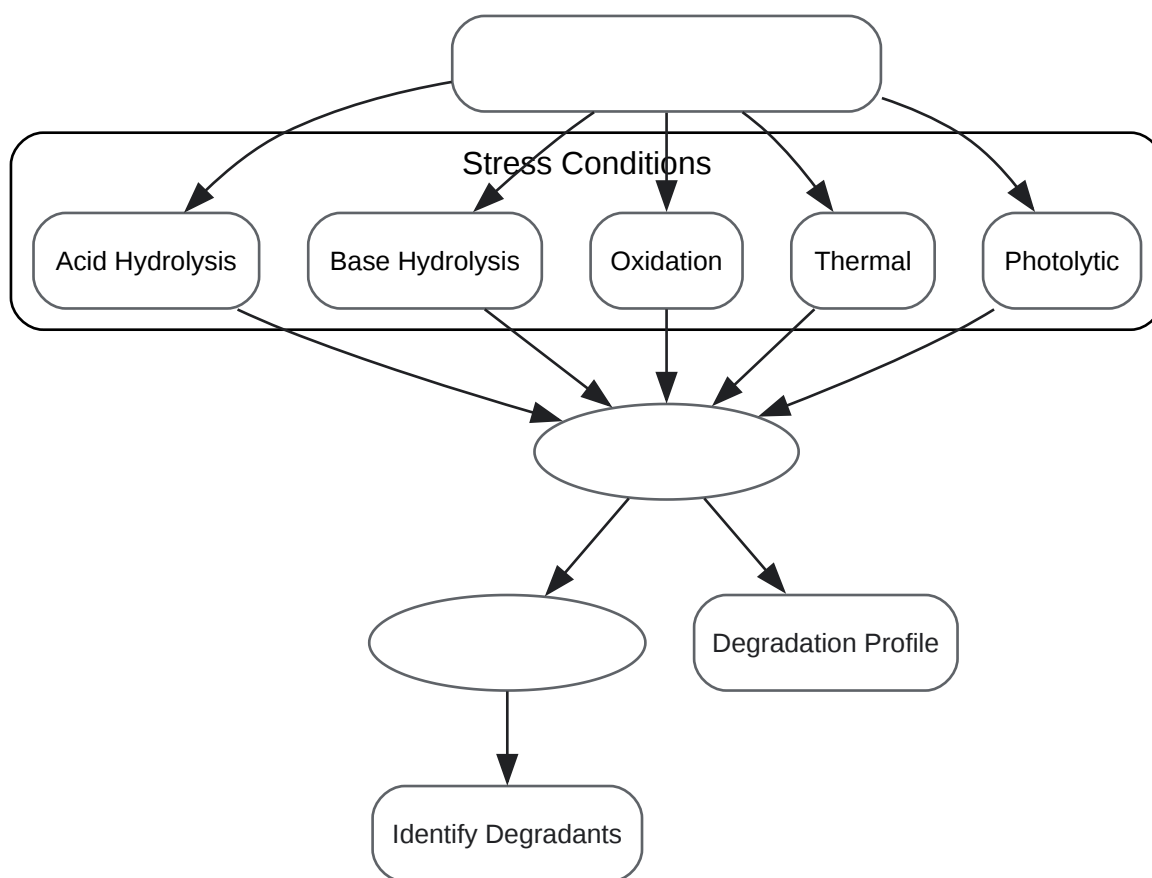 Stress Conditions
Acid Hydrolysis
Base Hydrolysis
Oxidation
Thermal
Photolytic
Degradation Profile
Identify Degradants